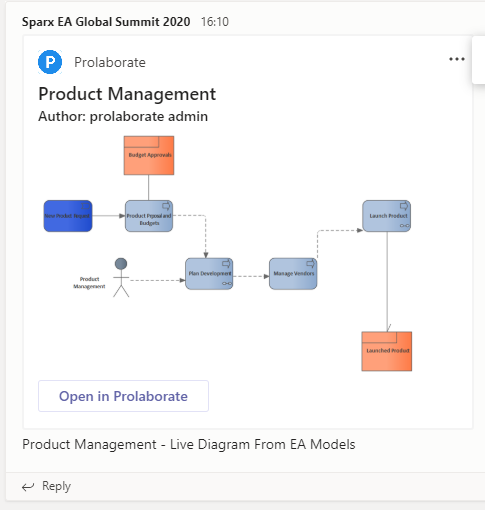 Sparx EA Global Summit 2020 16:10
P Prolaborate
Product Management
Author: prolaborate admin
Budget Approvals
New Product Request
Product Proposal and
Budgets
Launch Product
Product
Management
Plan Development
Manage Vendors
Launched Product
Open in Prolaborate
Product Management - Live Diagram From EA Models
Reply